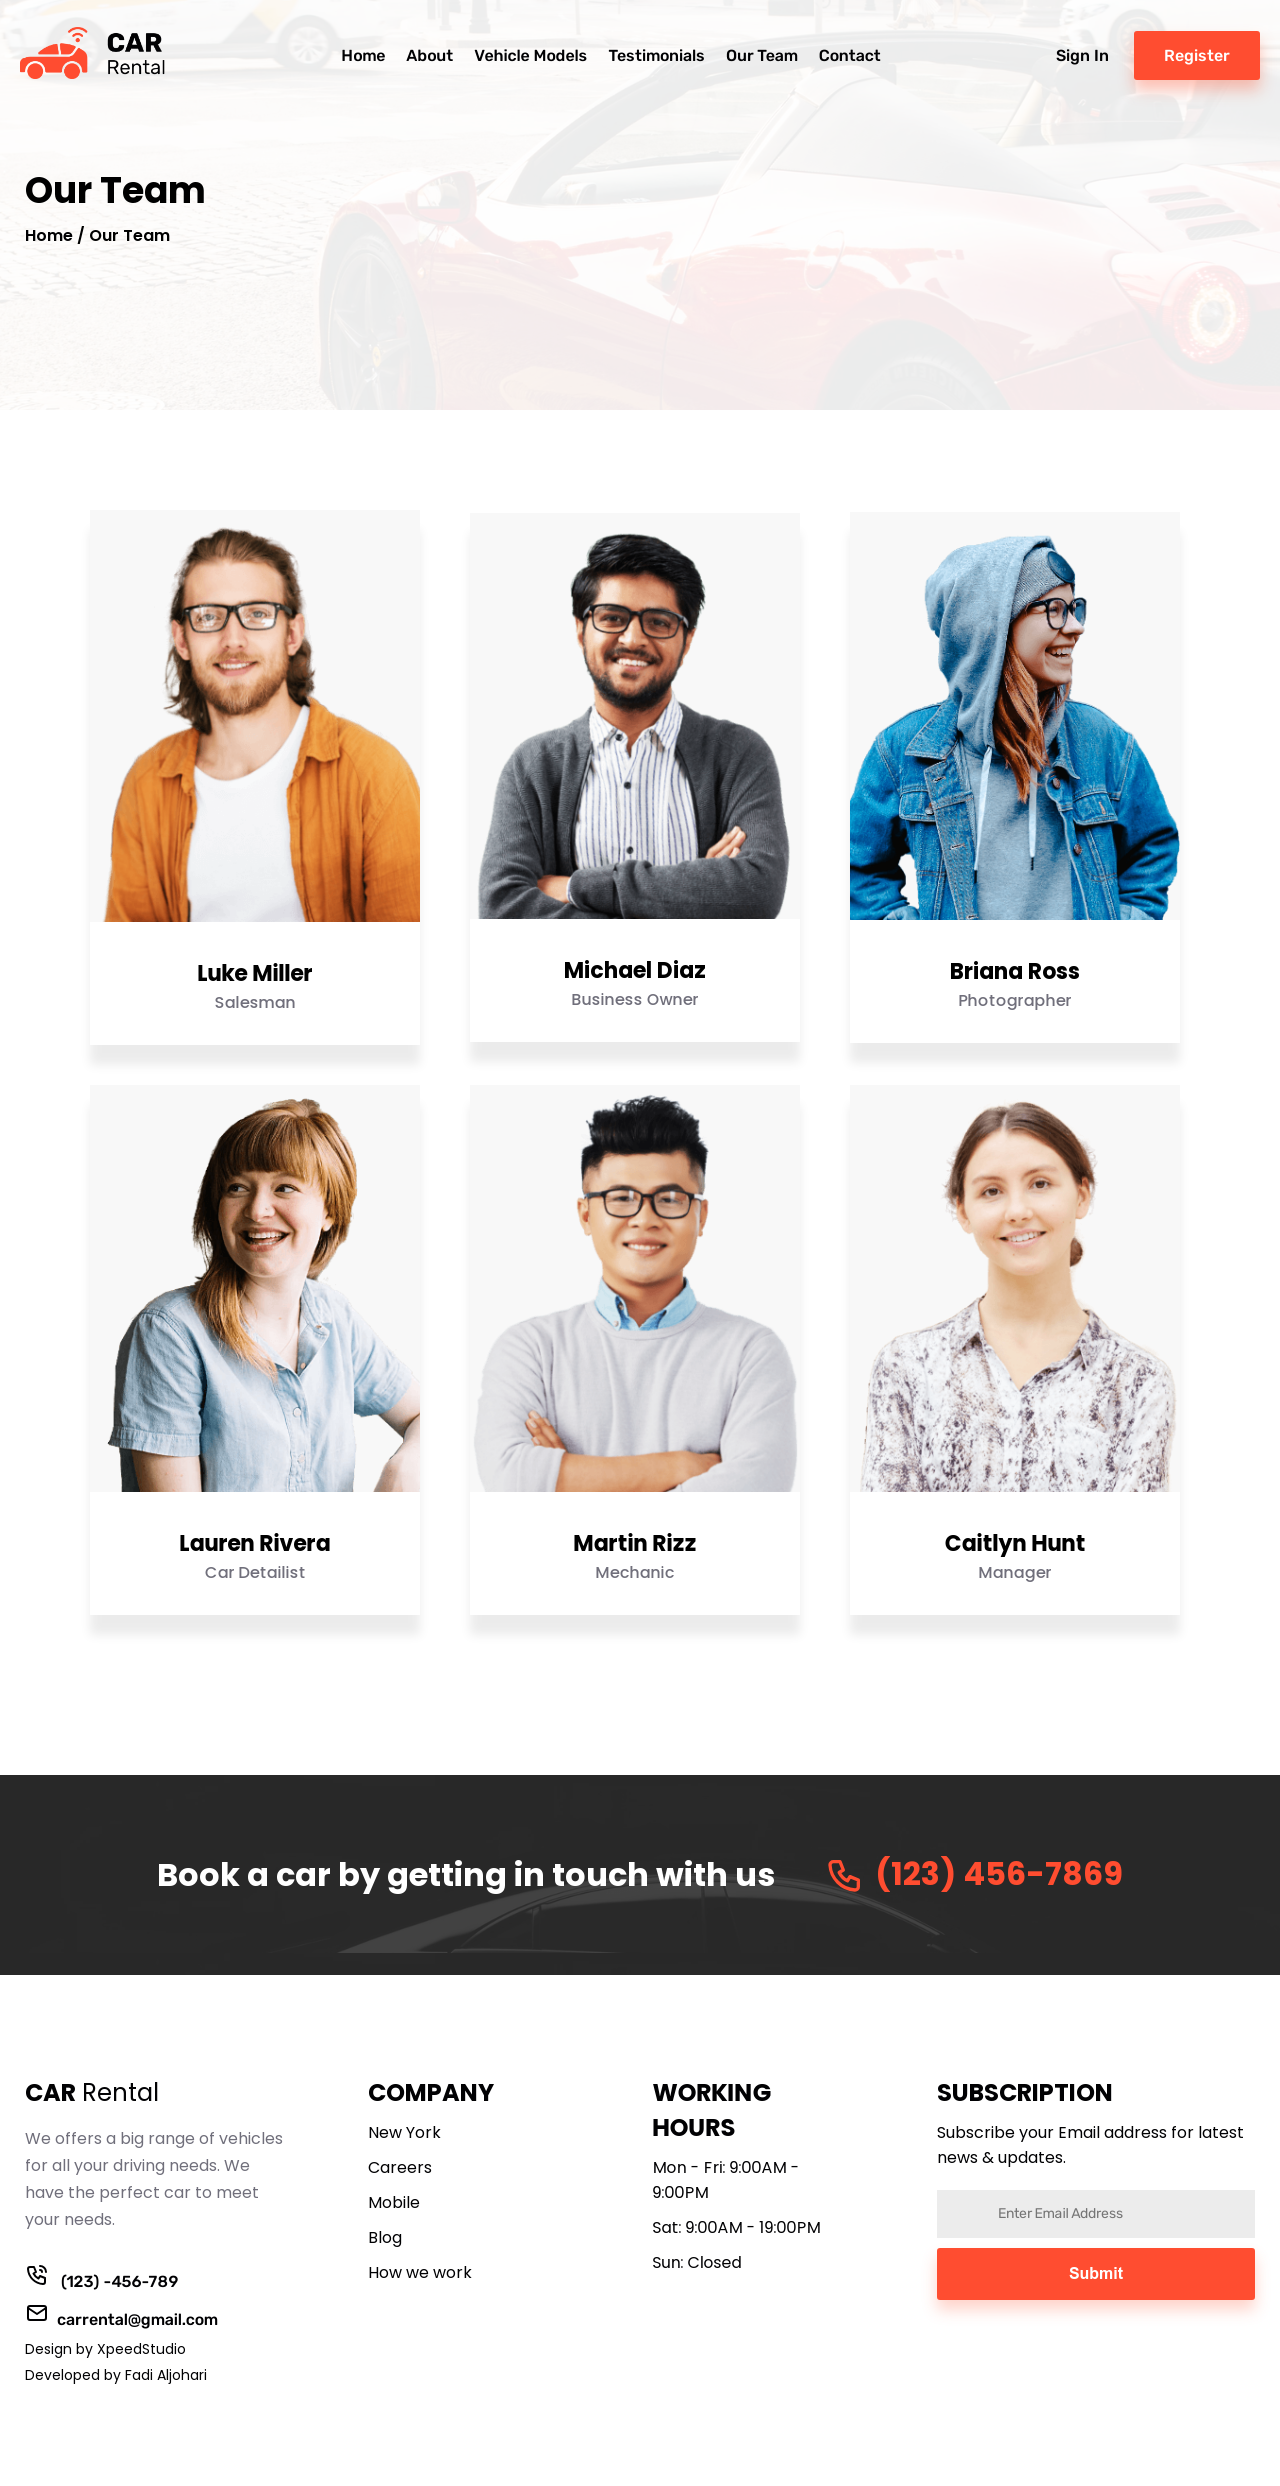 CAR
Rental
Home About Vehicle Models Testimonials Our Team Contact
Sign In
Register
Our Team
Home / Our Team
Luke Miller
Salesman
Michael Diaz
Business Owner
Briana Ross
Photographer
Lauren Rivera
Car Detailist
Martin Rizz
Mechanic
Caitlyn Hunt
Manager
Book a car by getting in touch with us
(123) 456-7869
CAR Rental
We offers a big range of vehicles
for all your driving needs. We
have the perfect car to meet
your needs.
(123) -456-789
carrental@gmail.com
Design by XpeedStudio
Developed by Fadi Aljohari
COMPANY
New York
Careers
Mobile
Blog
How we work
WORKING
HOURS
Mon - Fri: 9:00AM -
9:00PM
Sat: 9:00AM - 19:00PM
Sun: Closed
SUBSCRIPTION
Subscribe your Email address for latest
news & updates.
Enter Email Address
Submit